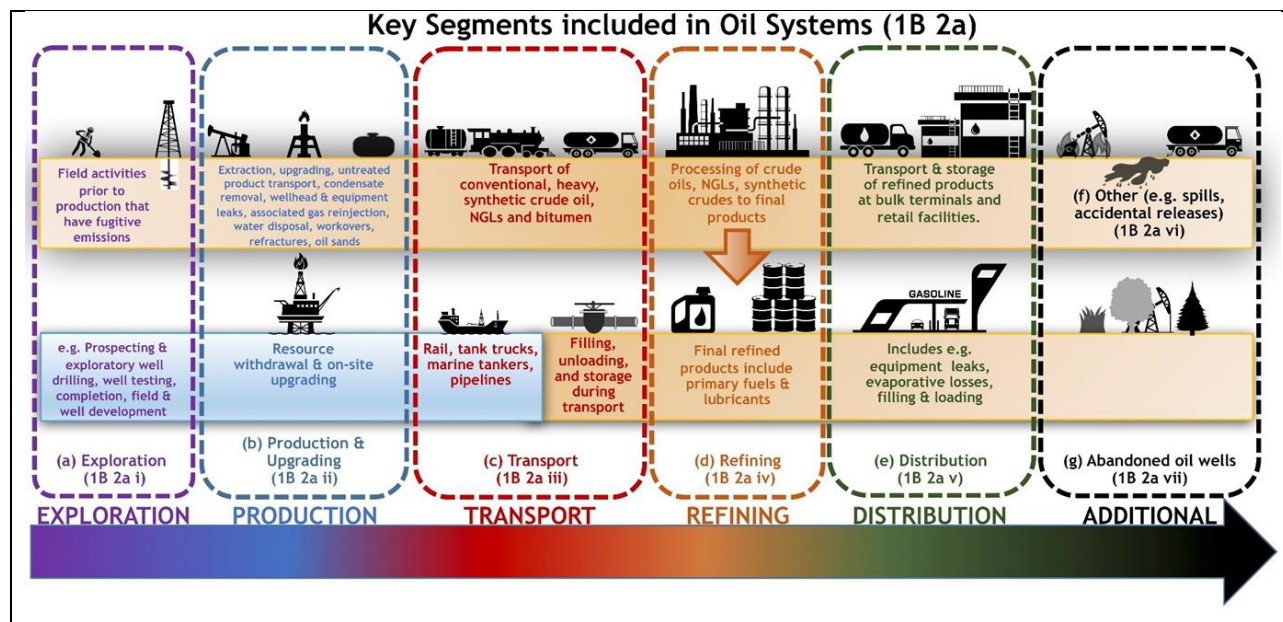 Key Segments included in Oil Systems (1B 2a)
Field activities
prior to
production that
have fugitive
emissions
Extraction, upgrading, untreated
product transport, condensate
removal, wellhead & equipment
leaks, associated gas reinjection,
water disposal, workovers,
refractures, oil sands
Transport of
conventional, heavy,
synthetic crude oil,
NGLs and bitumen
Processing of crude
oils, NGLs, synthetic
crudes to final
products
Transport & storage
of refined products
at bulk terminals and
retail facilities.
(f) Other (e.g. spills,
accidental releases)
(1B 2a vi)
e.g. Prospecting &
exploratory well
drilling, well testing,
completion, field &
well development
Resource
withdrawal & on-site
upgrading
Rail, tank trucks,
marine tankers,
pipelines
Filling,
unloading,
and storage
during
transport
Final refined
products include
primary fuels &
lubricants
GASOLINE
Includes e.g.
equipment leaks,
evaporative losses,
filling & loading
(a) Exploration
(1B 2a i)
(b) Production &
Upgrading
(1B 2a ii)
(c) Transport
(1B 2a iii)
(d) Refining
(1B 2a iv)
(e) Distribution
(1B 2a v)
(g) Abandoned oil wells
(1B 2a vii)
EXPLORATION
PRODUCTION
TRANSPORT
REFINING
DISTRIBUTION
ADDITIONAL